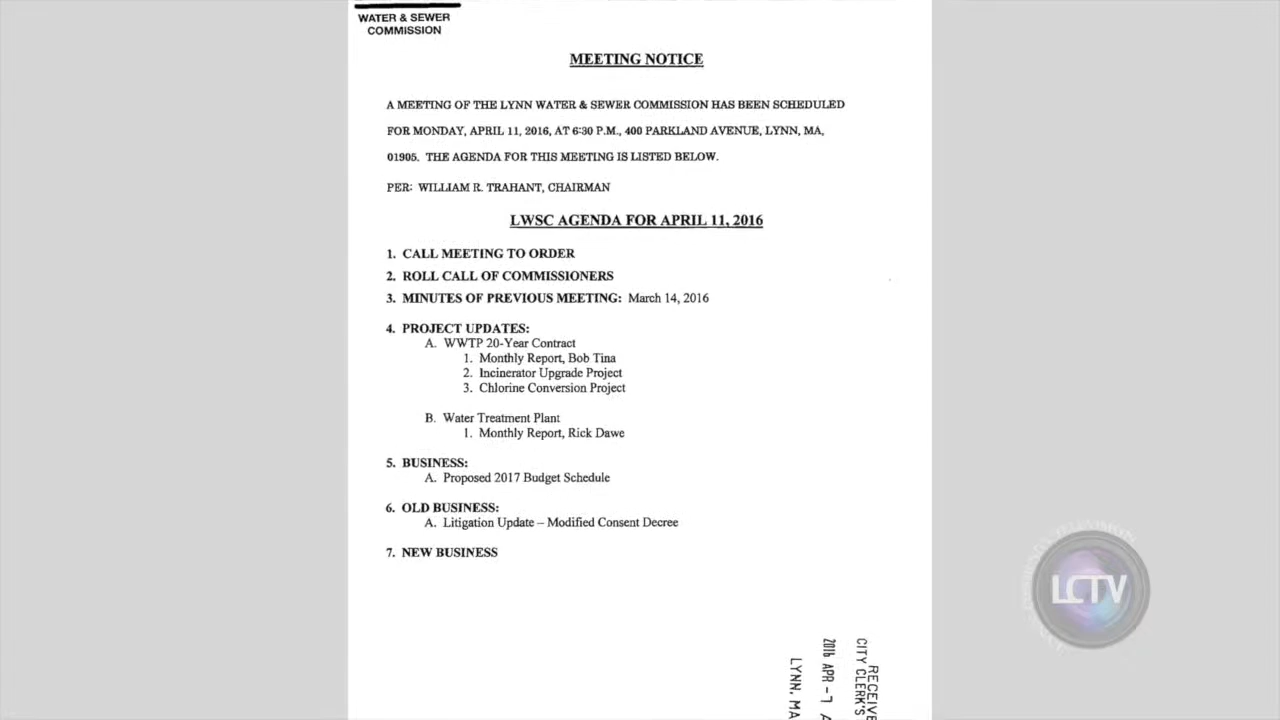 WATER & SEWER
COMMISSION
MEETING NOTICE
A MEETING OF THE LYNN WATER & SEWER COMMISSION HAS BEEN SCHEDULED
FOR MONDAY, APRIL 11, 2016, AT 6:30 P.M., 400 PARKLAND AVENUE, LYNN, MA,
01905. THE AGENDA FOR THIS MEETING IS LISTED BELOW.
PER: WILLIAM R. TRAHANT, CHAIRMAN
LWSC AGENDA FOR APRIL 11, 2016
1. CALL MEETING TO ORDER
2. ROLL CALL OF COMMISSIONERS
3. MINUTES OF PREVIOUS MEETING: March 14, 2016
4. PROJECT UPDATES:
A. WWTP 20-Year Contract
1. Monthly Report, Bob Tina
2. Incinerator Upgrade Project
3. Chlorine Conversion Project
B. Water Treatment Plant
1. Monthly Report, Rick Dawe
5. BUSINESS:
A. Proposed 2017 Budget Schedule
6. OLD BUSINESS:
A. Litigation Update – Modified Consent Decree
7. NEW BUSINESS
LCTV
RECEIVE
CITY CLERK'S
2016 APR -7 A
LYNN, MA